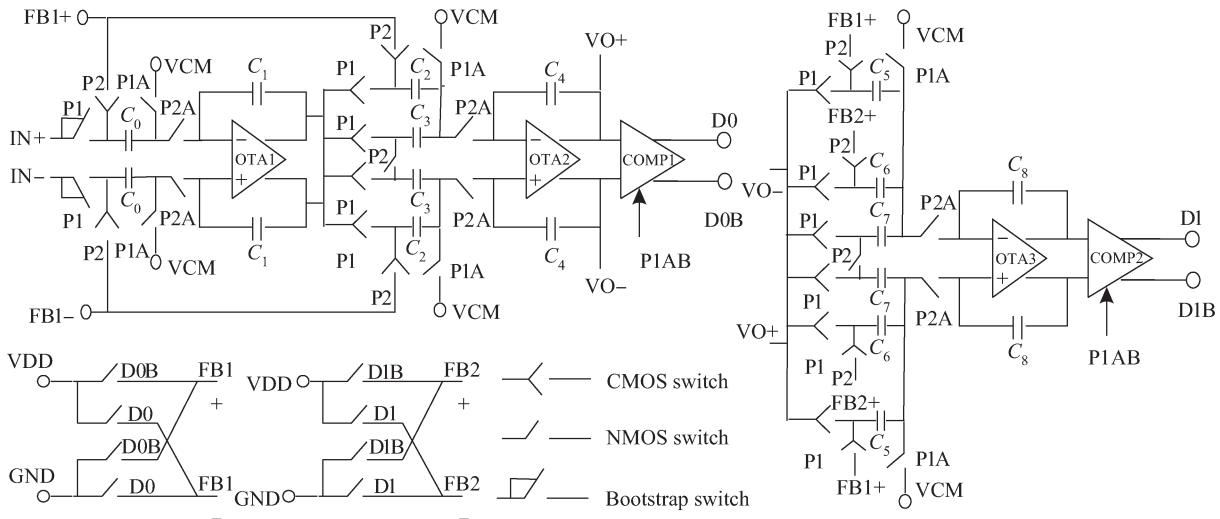 FB1+
P2
P1A
VCM
C1
P1
IN+
C0
P2A
OTA1
−
+
IN−
P1
C0
P2A
P2
P1A
VCM
C1
FB1−
P1
P2
C2
VCM
P1A
P1
C3
P2A
P2
P1
C3
P2A
P1
C2
P2
P1A
VCM
C4
VO+
−
OTA2
+
COMP1
D0
D0B
C4
P1AB
VO−
FB1+
P2
VCM
P1
C5
P1A
FB2+
P2
C6
VO−
P1
C7
P2A
P1
P2
C8
−
OTA3
+
COMP2
D1
D1B
P1
C7
P2A
VO+
C6
C8
P1AB
P1
P2
FB2+
C5
P1
FB1+
P1A
VCM
VDD
D0B
FB1
+
D0
D0B
GND
D0
FB1
−
VDD
D1B
FB2
+
D1
D1B
GND
D1
FB2
−
CMOS switch
NMOS switch
Bootstrap switch